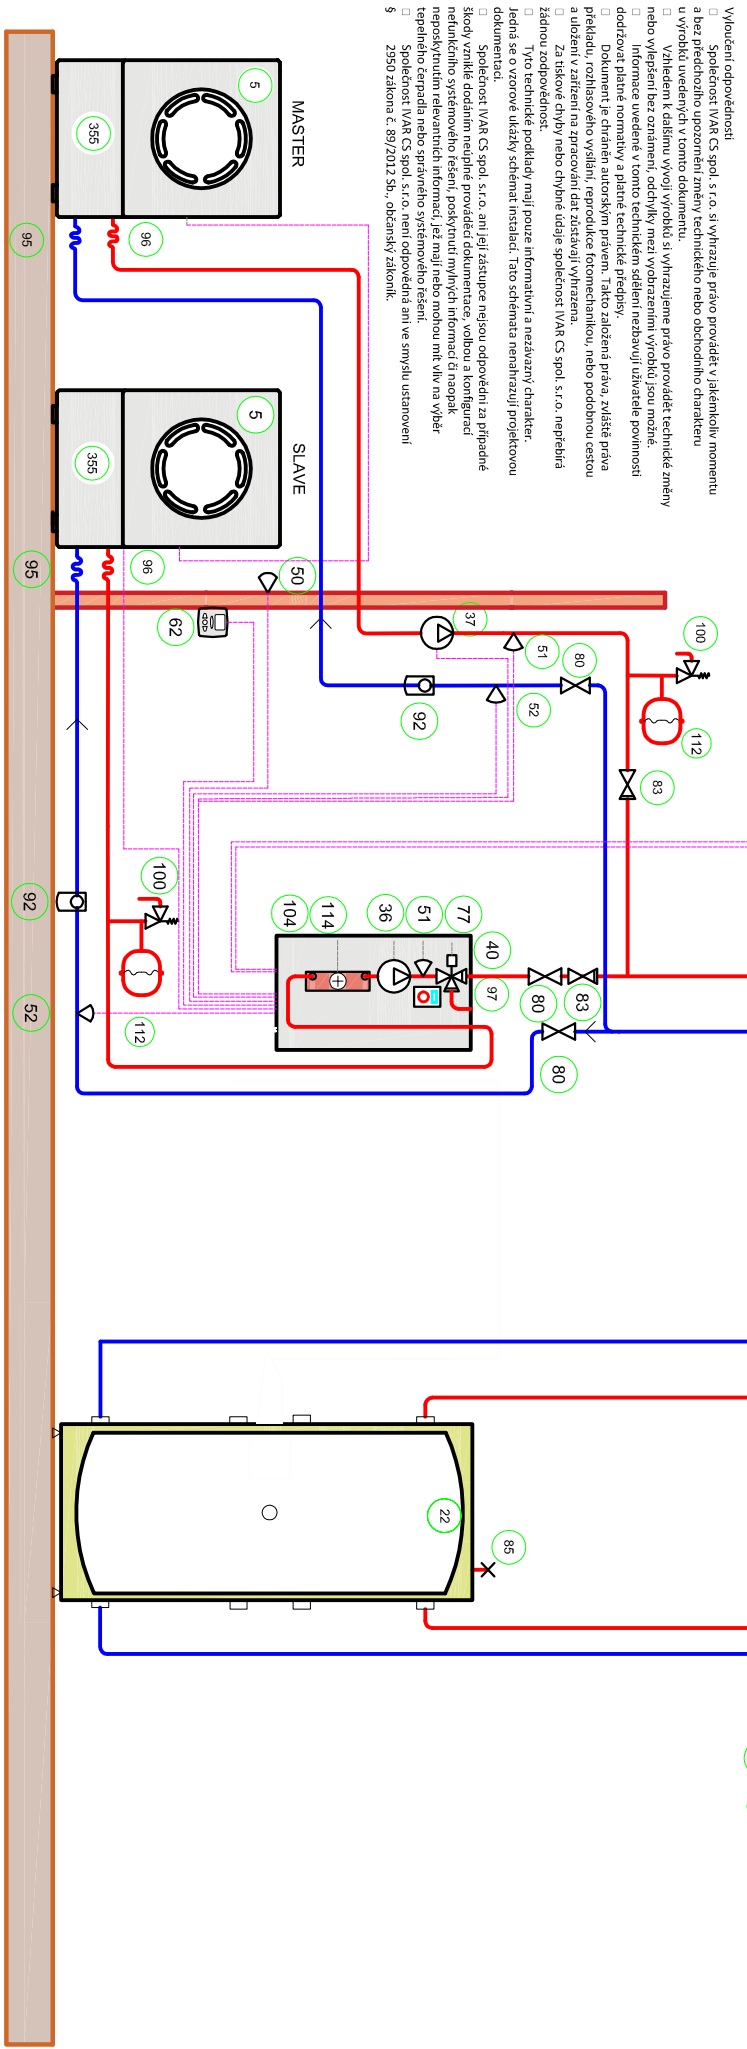 Vyloučení odpovědnosti
□ Společnost IVAR CS spol. s r.o. si vyhrazuje právo provádět v jakémkoliv momentu
a bez předchozího upozornění změny technického nebo obchodního charakteru
u výrobků uvedených v tomto dokumentu.
□ Vzhledem k dalšímu vývoji výrobků si vyhrazujeme právo provádět technické změny
nebo vylepšení bez oznámení, odchylky mezi vyobrazeními výrobků jsou možné.
□ Informace uvedené v tomto technickém sdělení nezbavují uživatele povinnosti
dodržovat platné normativy a platné technické předpisy.
□ Dokument je chráněn autorským právem. Takto založená práva, zvláště práva
překladu, rozhlasového vysílání, reprodukce fotomechanikou, nebo podobnou cestou
a uložení v zařízení na zpracování dat zůstávají vyhrazena.
□ Za tiskové chyby nebo chybné údaje společnost IVAR CS spol. s.r.o. nepřebírá
žádnou zodpovědnost.
□ Tyto technické podklady mají pouze informativní a nezávazný charakter.
Jedná se o vzorové ukázky schémat instalací. Tato schémata nenahrazují projektovou
dokumentaci.
□ Společnost IVAR CS spol. s r.o. ani její zástupce nejsou odpovědni za případné
škody vzniklé dodáním neúplné prováděcí dokumentace, volbou a konfigurací
nefunkčního systémového řešení, poskytnutí mylných informací či naopak
neposkytnutím relevantních informací, jež mají nebo mohou mít vliv na výběr
tepelného čerpadla nebo správného systémového řešení.
□ Společnost IVAR CS spol. s r.o. není odpovědná ani ve smyslu ustanovení
§ 2950 zákona č. 89/2012 Sb., občanský zákoník.
MASTER
5
355
96
95
SLAVE
5
355
96
95
50
62
37
51
80
100
92
52
112
83
100
92
104
114
36
51
77
40
97
80
83
52
112
80
22
85